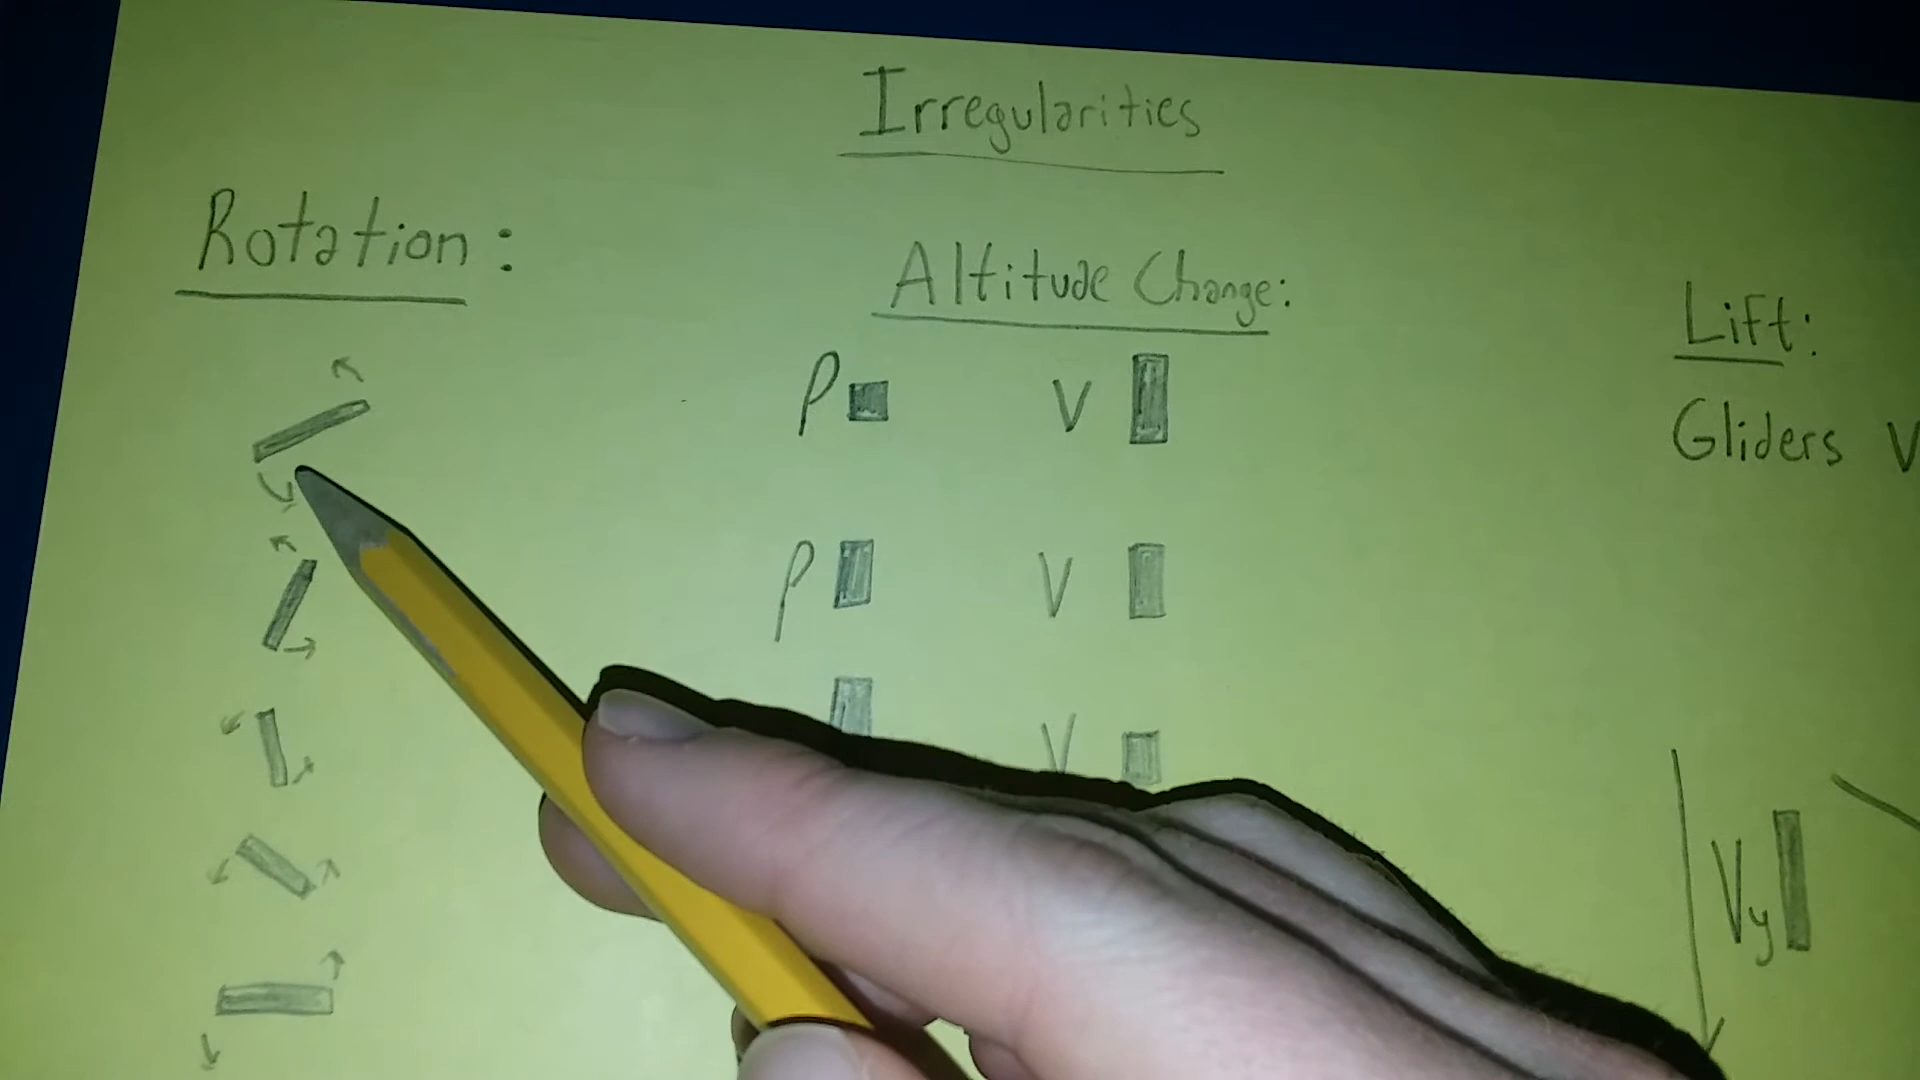 Irregularities
Rotation:
Altitude Change:
ρ V
ρ V
V
Lift:
Gliders V
Vy